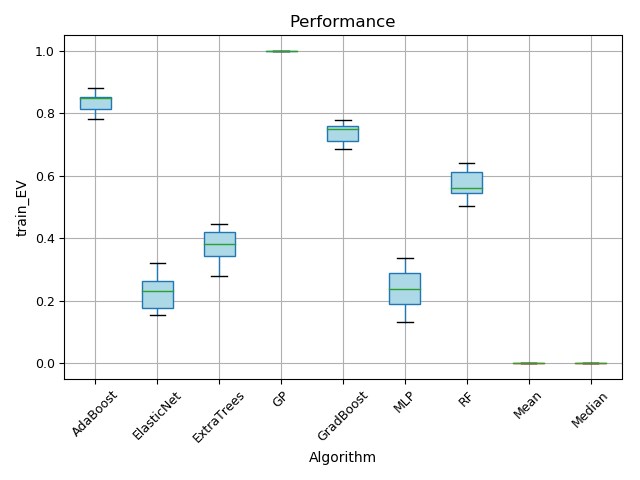 Performance
1.0
0.8
0.6
0.4
0.2
0.0
train_EV
AdaBoost
ElasticNet
ExtraTrees
GP
GradBoost
MLP
RF
Mean
Median
Algorithm